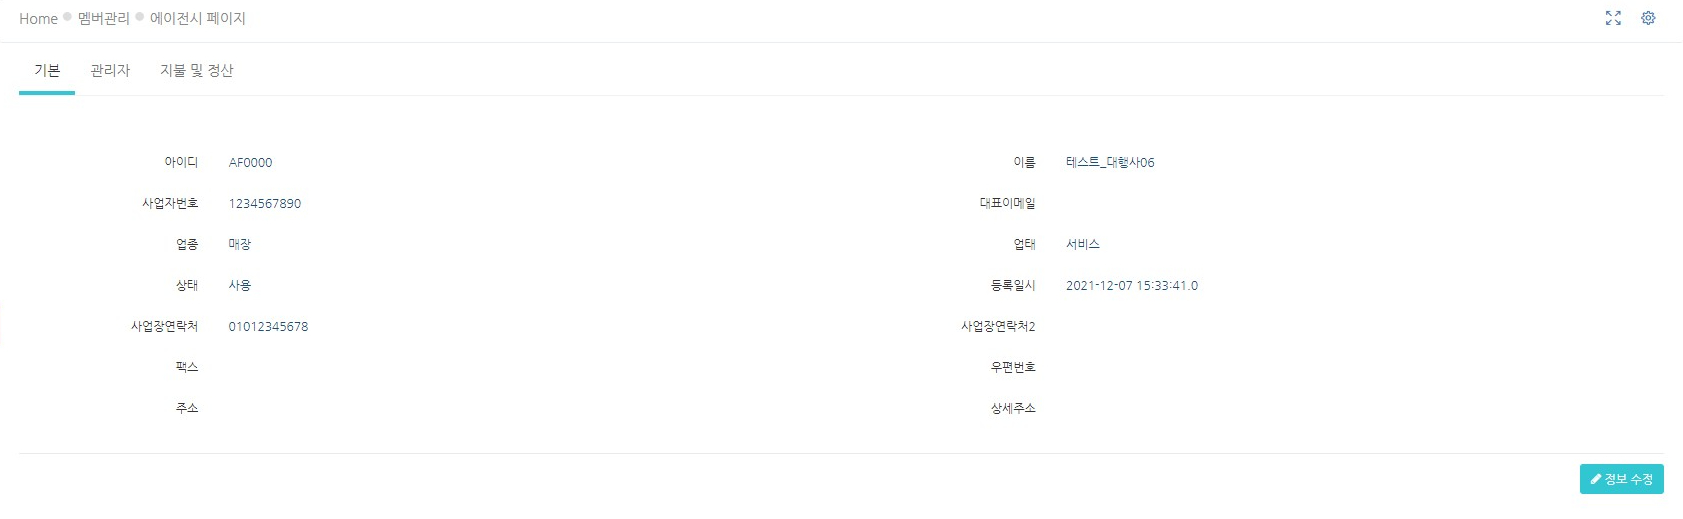 Home 멤버관리 에이전시 페이지
기본 관리자 지불 및 정산
아이디 AF0000 이름 테스트_대행사06
사업자번호 1234567890 대표이메일
업종 매장 업태 서비스
상태 사용 등록일시 2021-12-07 15:33:41.0
사업장연락처 01012345678 사업장연락처2
팩스 우편번호
주소 상세주소
정보 수정